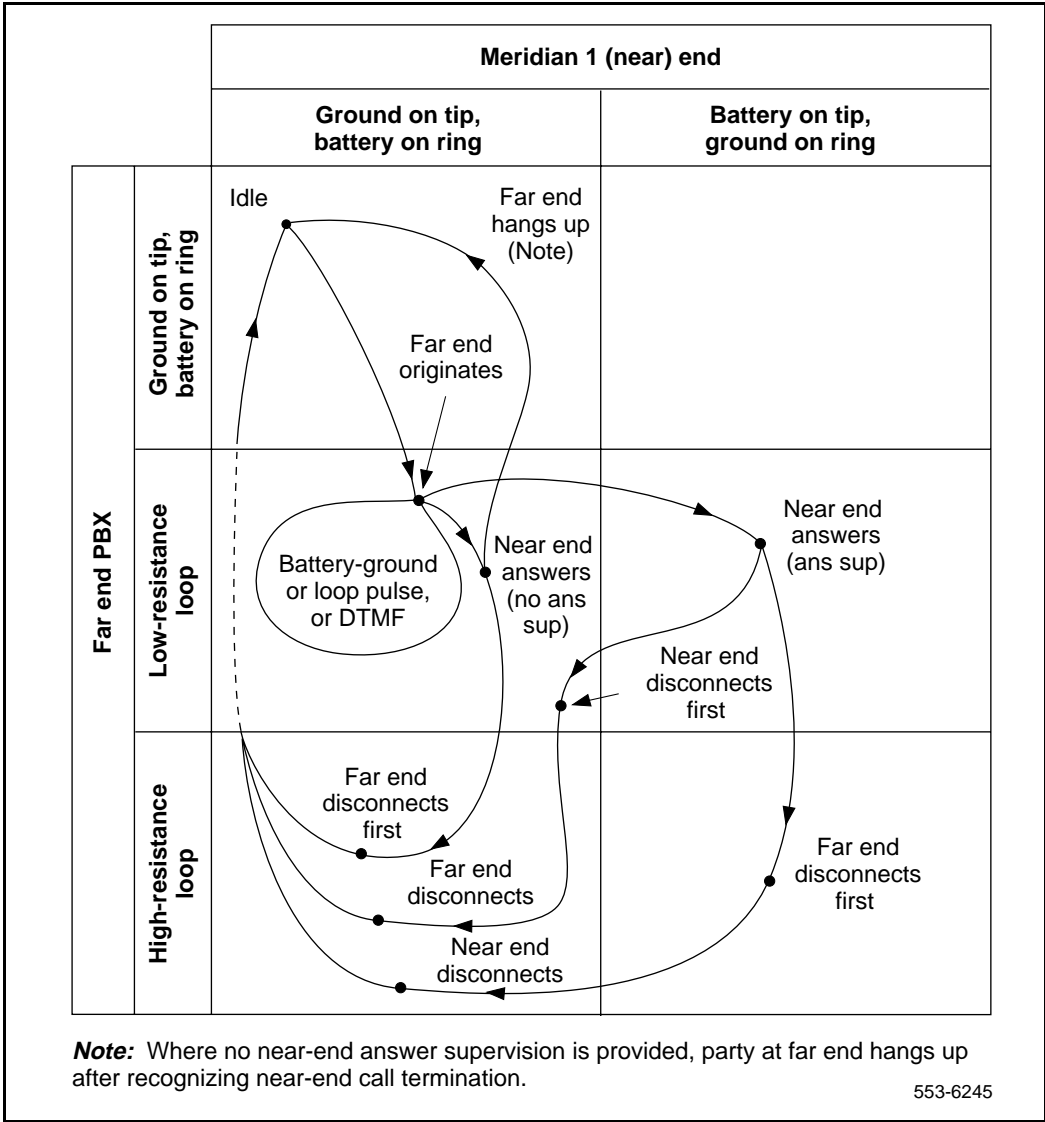 Meridian 1 (near) end
Ground on tip,
battery on ring
Battery on tip,
ground on ring
Far end PBX
Ground on tip,
battery on ring
Idle
Far end
hangs up
(Note)
Far end
originates
Low-resistance
loop
Battery-ground
or loop pulse,
or DTMF
Near end
answers
(no ans
sup)
Near end
answers
(ans sup)
Near end
disconnects
first
High-resistance
loop
Far end
disconnects
first
Far end
disconnects
Near end
disconnects
Far end
disconnects
first
Note: Where no near-end answer supervision is provided, party at far end hangs up
after recognizing near-end call termination.
553-6245